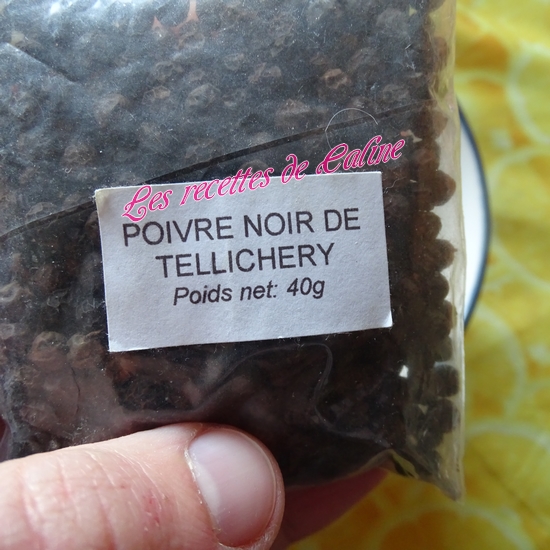 Les recettes de Caline
POIVRE NOIR DE
TELLICHERY
Poids net: 40g